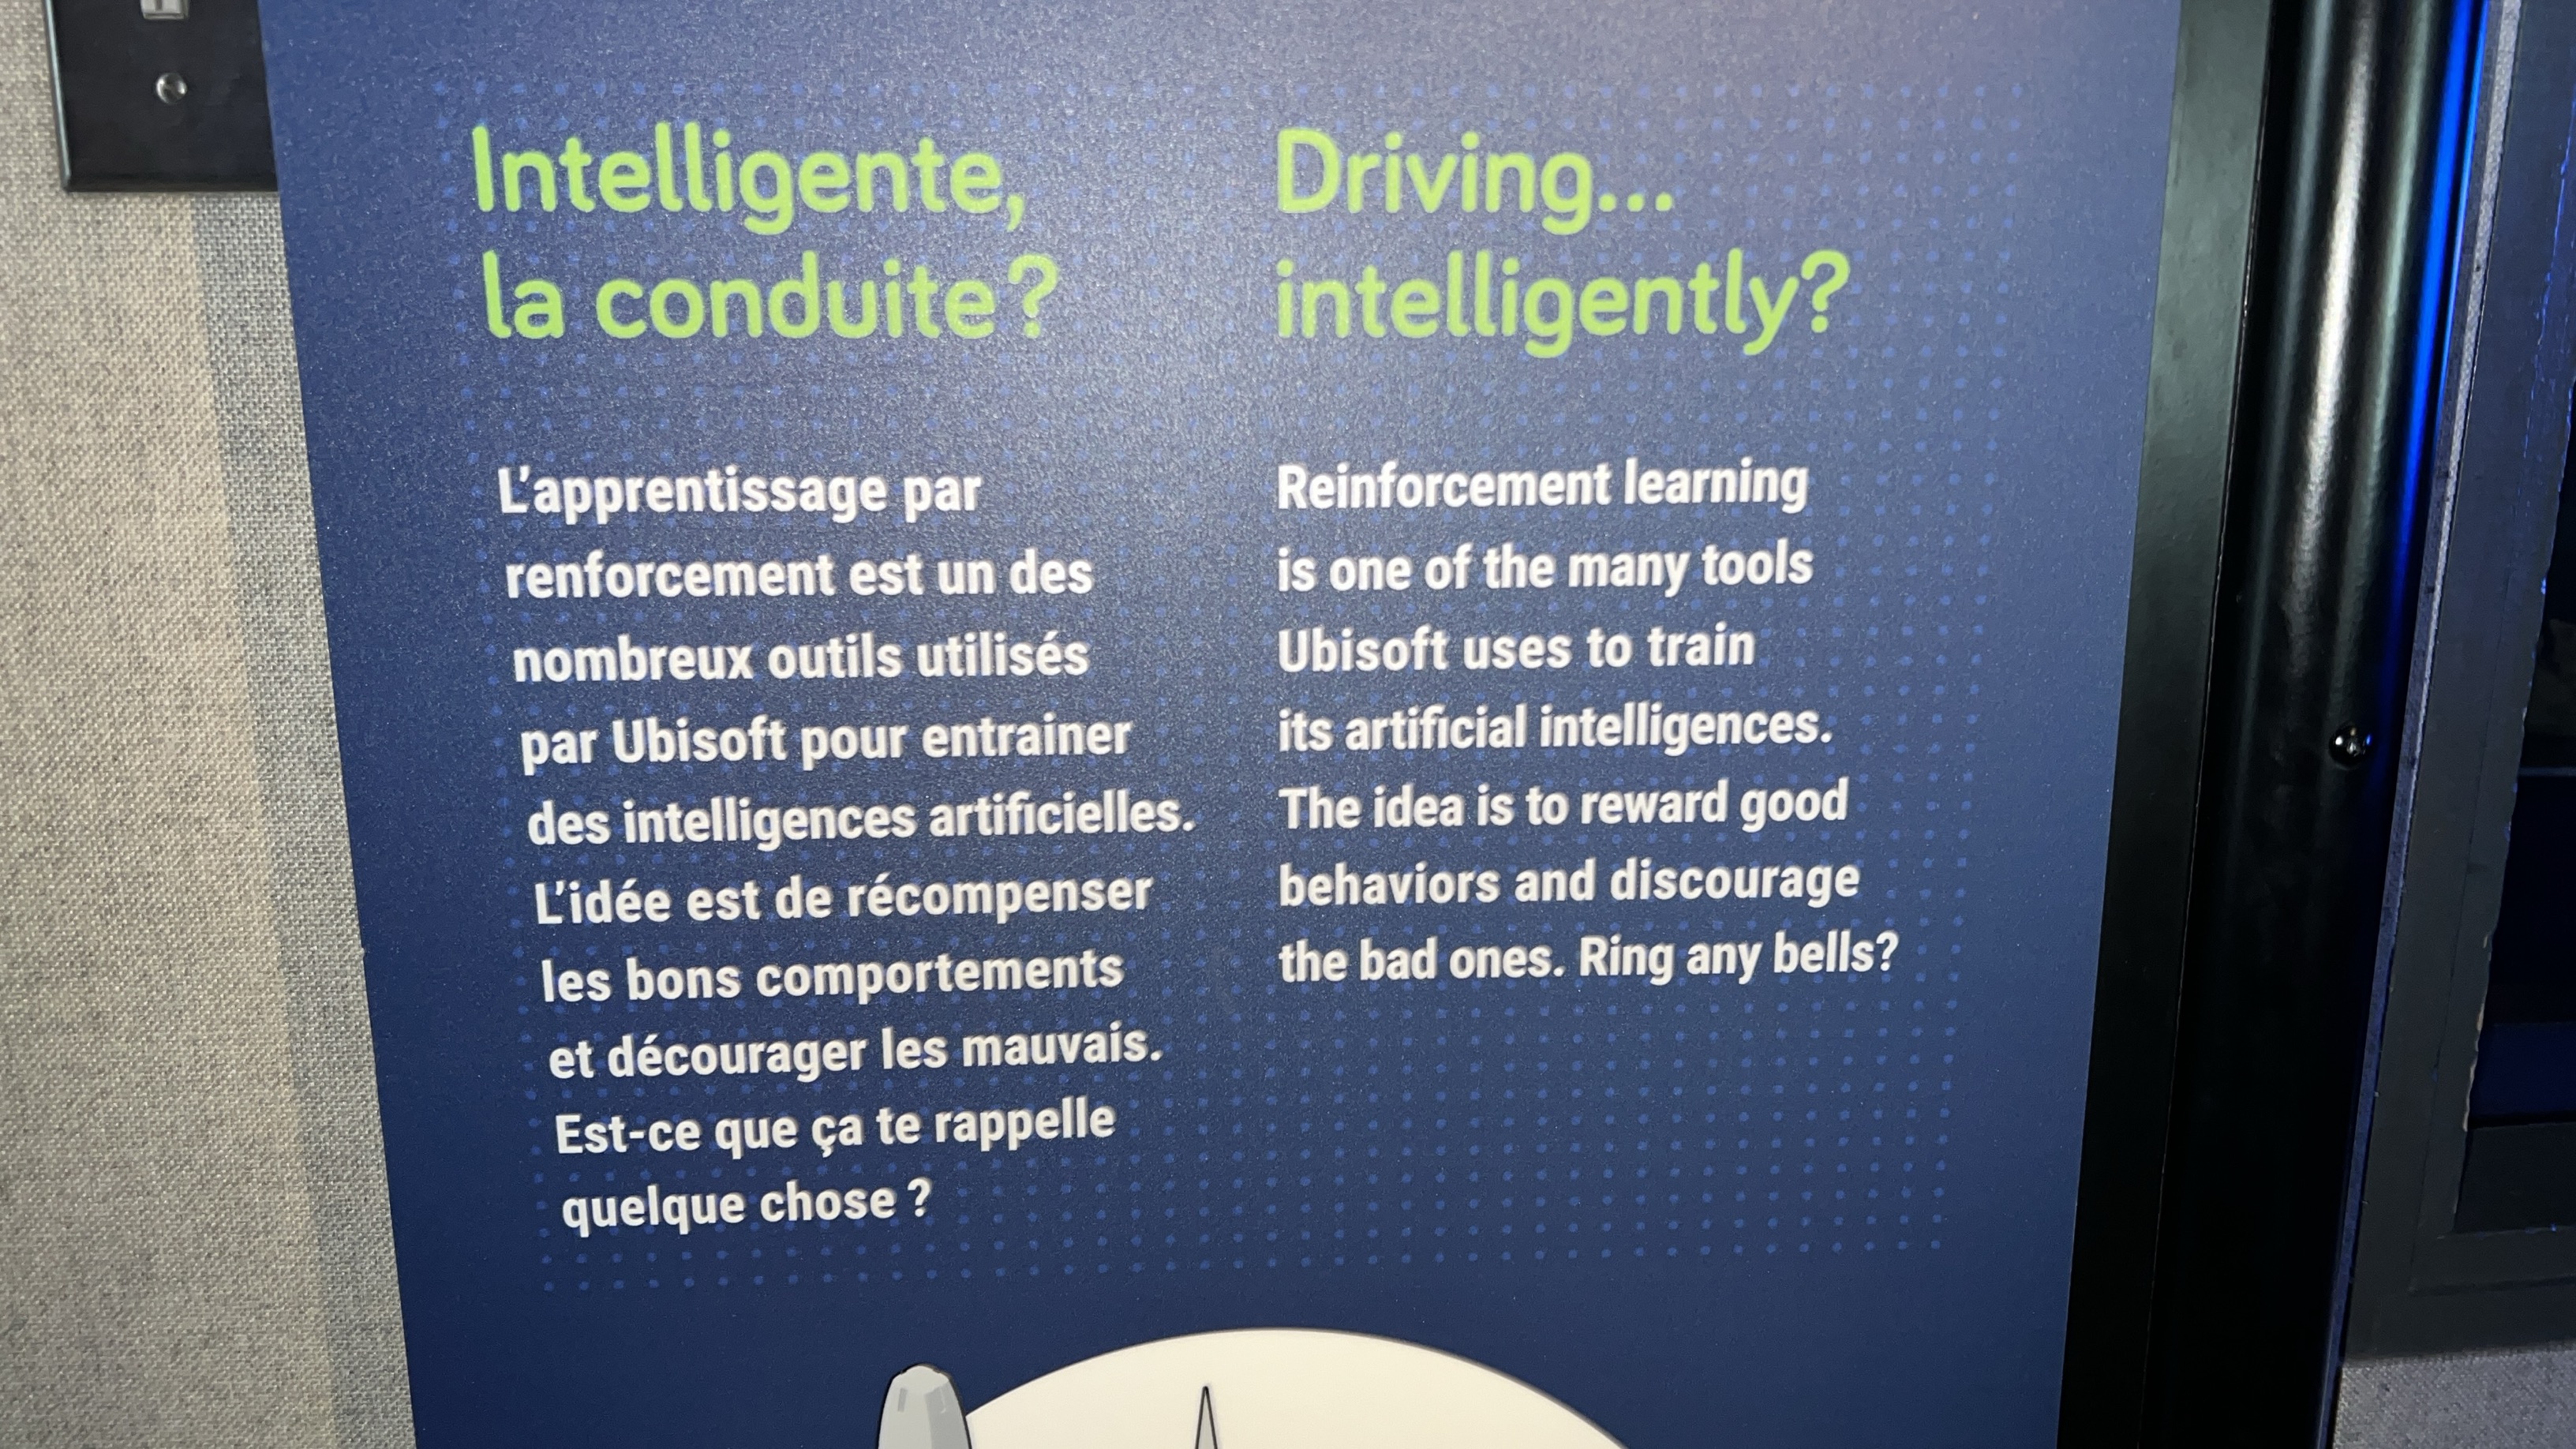 Intelligente,
la conduite ?
L’apprentissage par
renforcement est un des
nombreux outils utilisés
par Ubisoft pour entrainer
des intelligences artificielles.
L’idée est de récompenser
les bons comportements
et décourager les mauvais.
Est-ce que ça te rappelle
quelque chose ?
Driving...
intelligently?
Reinforcement learning
is one of the many tools
Ubisoft uses to train
its artificial intelligences.
The idea is to reward good
behaviors and discourage
the bad ones. Ring any bells?